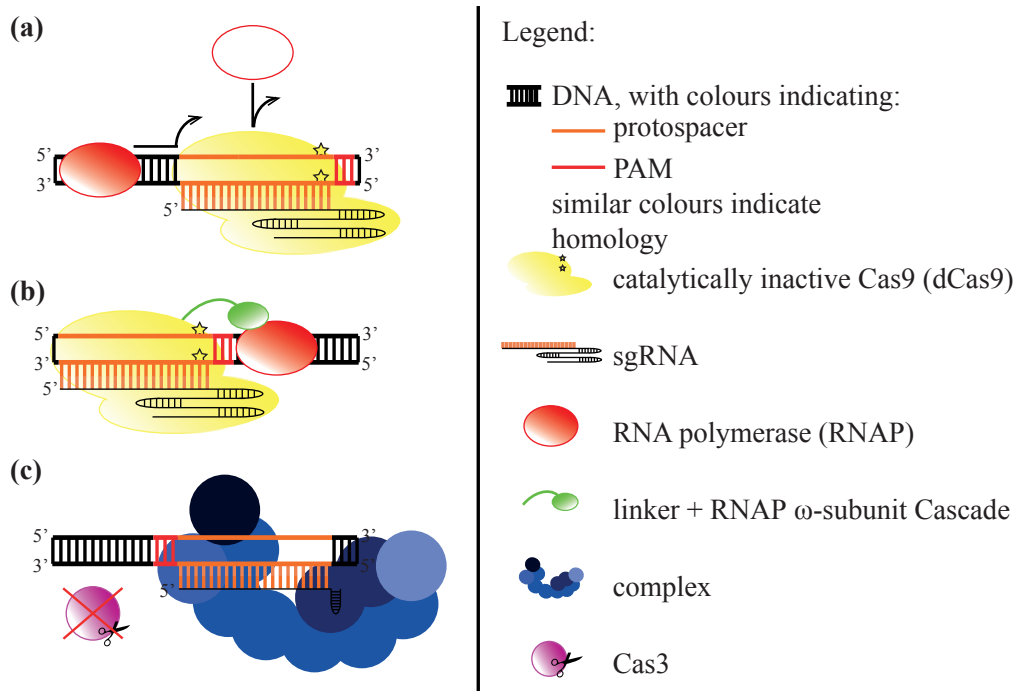 (a)
5’ 3’
3’ 5’
5’
(b)
5’ 3’
3’ 5’
5’
(c)
5’ 3’
3’ 5’
Legend:
DNA, with colours indicating:
protospacer
PAM
similar colours indicate
homology
catalytically inactive Cas9 (dCas9)
sgRNA
RNA polymerase (RNAP)
linker + RNAP ω-subunit Cascade
complex
Cas3